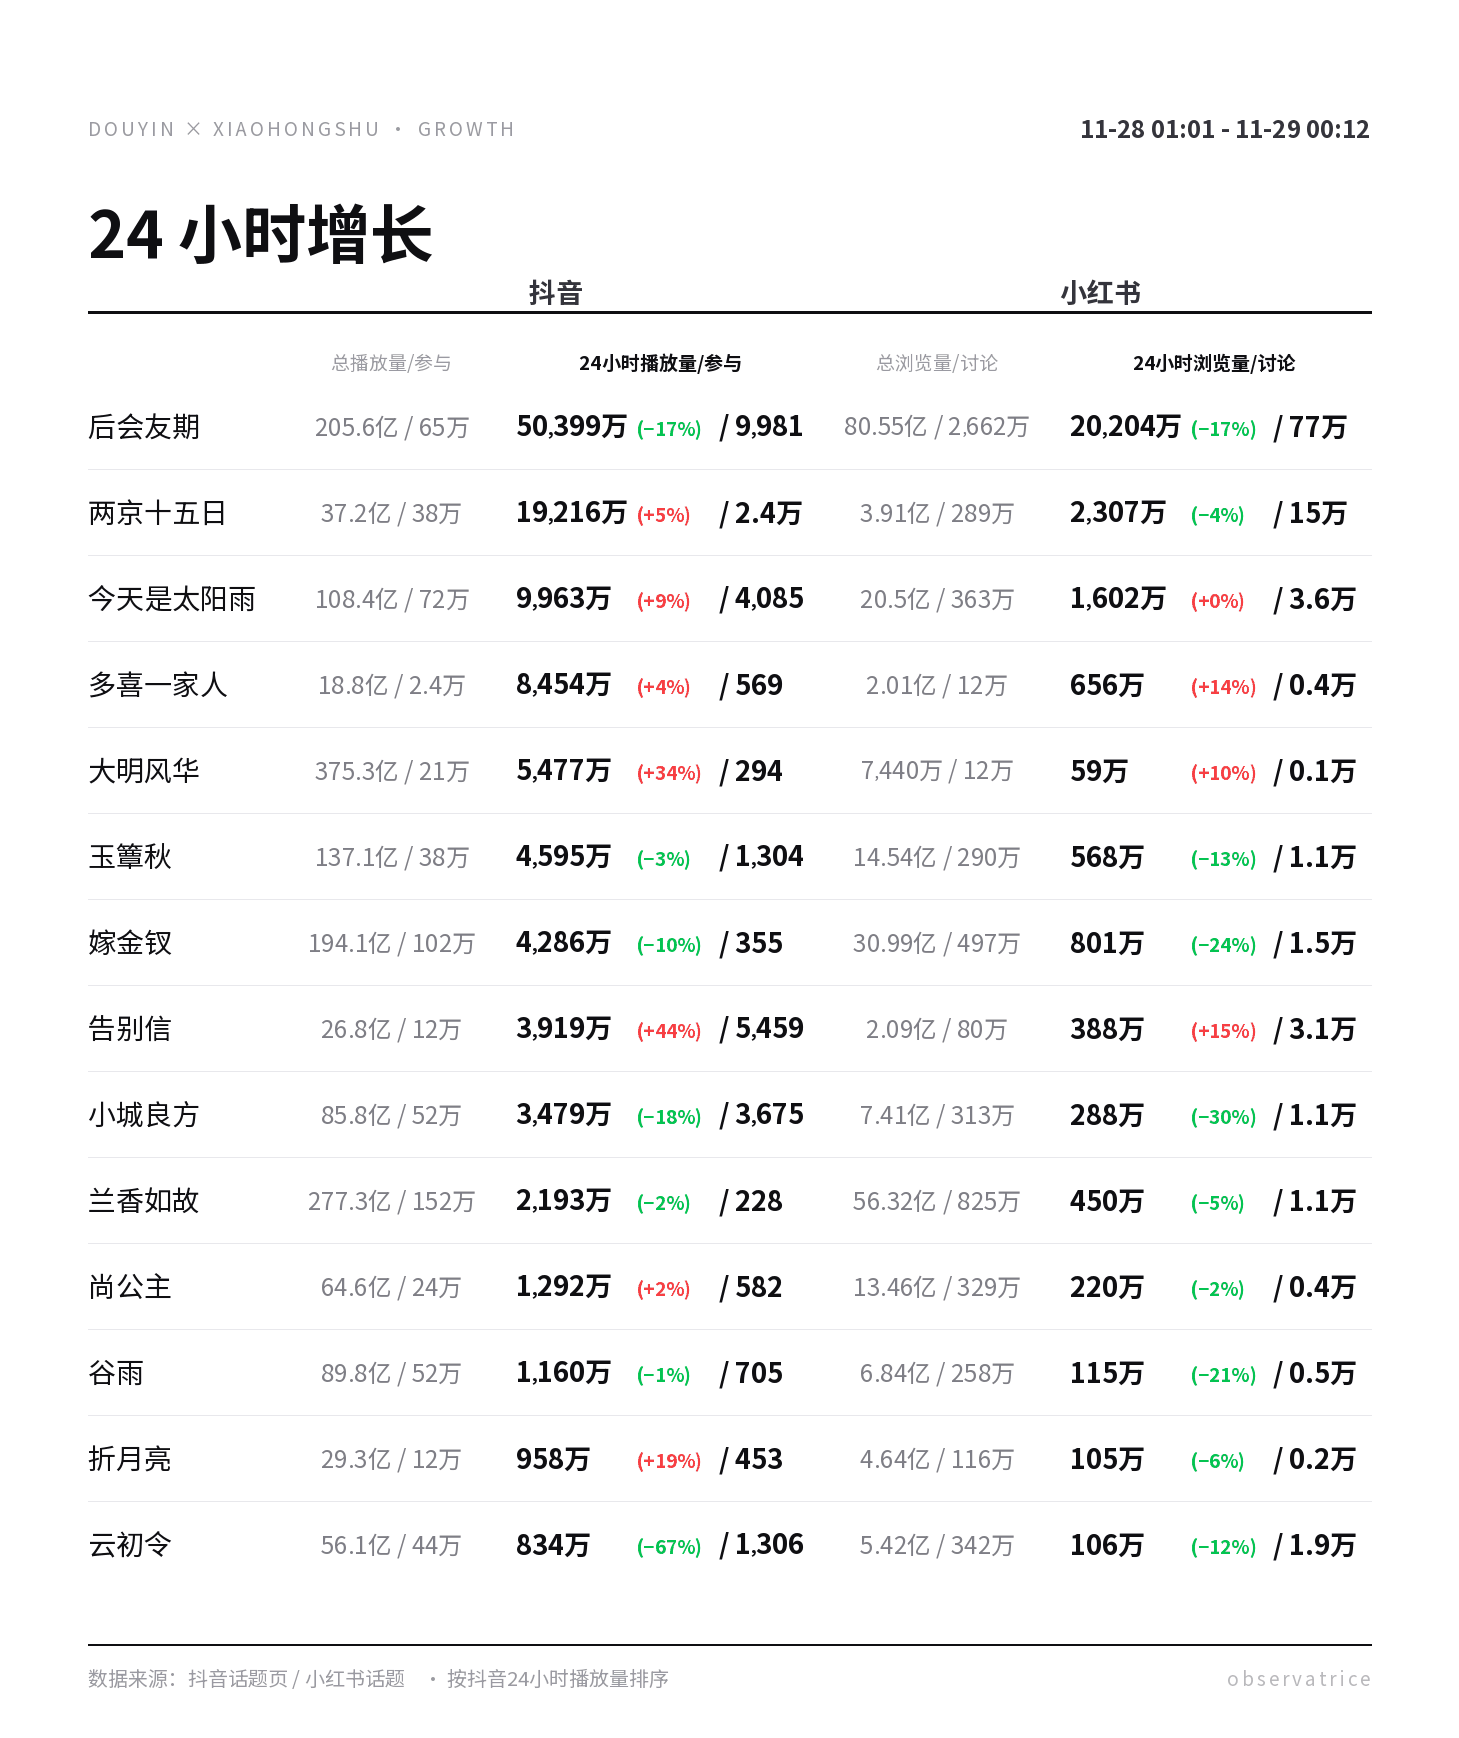 DOUYIN × XIAOHONGSHU · GROWTH 11-28 01:01 - 11-29 00:12
24 小时增长
抖音 小红书
总播放量/参与 24小时播放量/参与 总浏览量/讨论 24小时浏览量/讨论
后会友期 205.6亿 / 65万 50,399万 (−17%) / 9,981 80.55亿 / 2,662万 20,204万 (−17%) / 77万
两京十五日 37.2亿 / 38万 19,216万 (+5%) / 2.4万 3.91亿 / 289万 2,307万 (−4%) / 15万
今天是太阳雨 108.4亿 / 72万 9,963万 (+9%) / 4,085 20.5亿 / 363万 1,602万 (+0%) / 3.6万
多喜一家人 18.8亿 / 2.4万 8,454万 (+4%) / 569 2.01亿 / 12万 656万 (+14%) / 0.4万
大明风华 375.3亿 / 21万 5,477万 (+34%) / 294 7,440万 / 12万 59万 (+10%) / 0.1万
玉簟秋 137.1亿 / 38万 4,595万 (−3%) / 1,304 14.54亿 / 290万 568万 (−13%) / 1.1万
嫁金钗 194.1亿 / 102万 4,286万 (−10%) / 355 30.99亿 / 497万 801万 (−24%) / 1.5万
告别信 26.8亿 / 12万 3,919万 (+44%) / 5,459 2.09亿 / 80万 388万 (+15%) / 3.1万
小城良方 85.8亿 / 52万 3,479万 (−18%) / 3,675 7.41亿 / 313万 288万 (−30%) / 1.1万
兰香如故 277.3亿 / 152万 2,193万 (−2%) / 228 56.32亿 / 825万 450万 (−5%) / 1.1万
尚公主 64.6亿 / 24万 1,292万 (+2%) / 582 13.46亿 / 329万 220万 (−2%) / 0.4万
谷雨 89.8亿 / 52万 1,160万 (−1%) / 705 6.84亿 / 258万 115万 (−21%) / 0.5万
折月亮 29.3亿 / 12万 958万 (+19%) / 453 4.64亿 / 116万 105万 (−6%) / 0.2万
云初令 56.1亿 / 44万 834万 (−67%) / 1,306 5.42亿 / 342万 106万 (−12%) / 1.9万
数据来源：抖音话题页 / 小红书话题 · 按抖音24小时播放量排序 observatrice